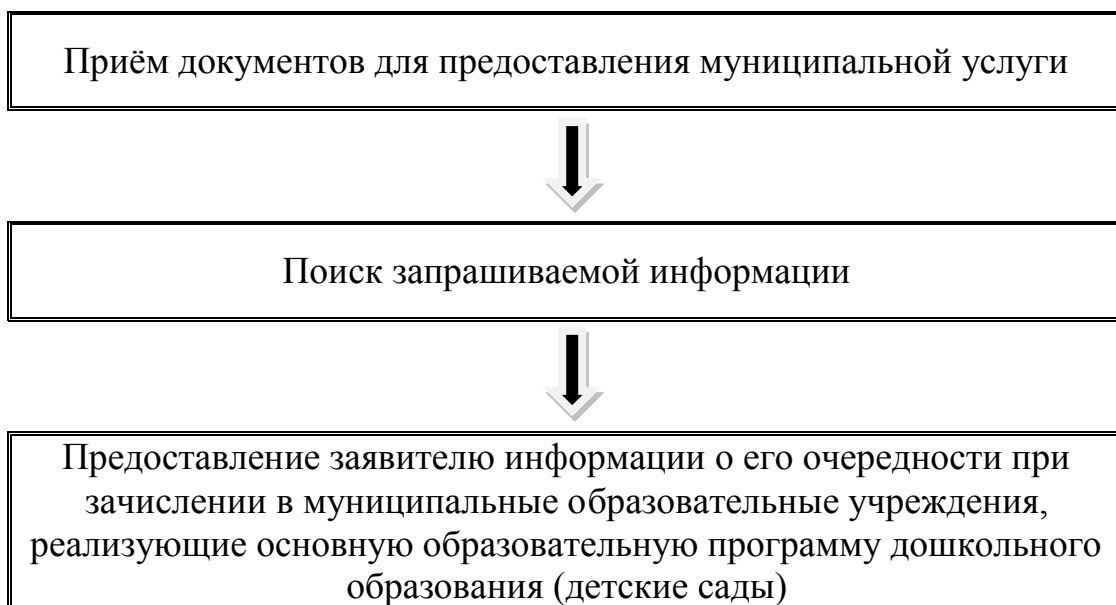 Приём документов для предоставления муниципальной услуги
Поиск запрашиваемой информации
Предоставление заявителю информации о его очередности при
зачислении в муниципальные образовательные учреждения,
реализующие основную образовательную программу дошкольного
образования (детские сады)